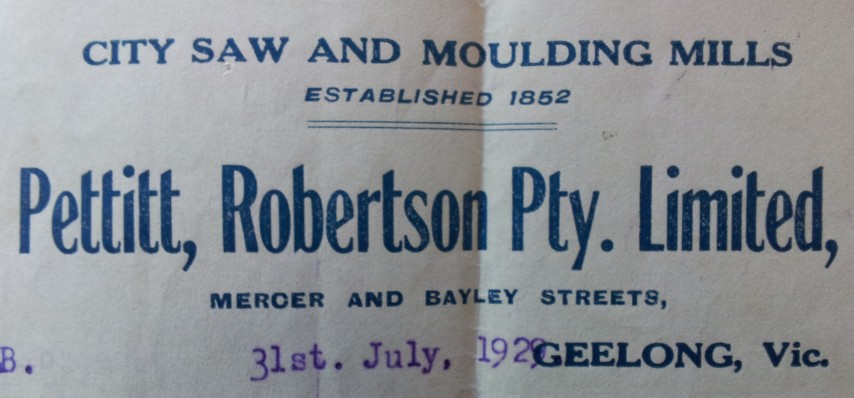 CITY SAW AND MOULDING MILLS
ESTABLISHED 1852
Pettitt, Robertson Pty. Limited,
MERCER AND BAYLEY STREETS,
B. 31st. July, 1929 GEELONG, Vic.